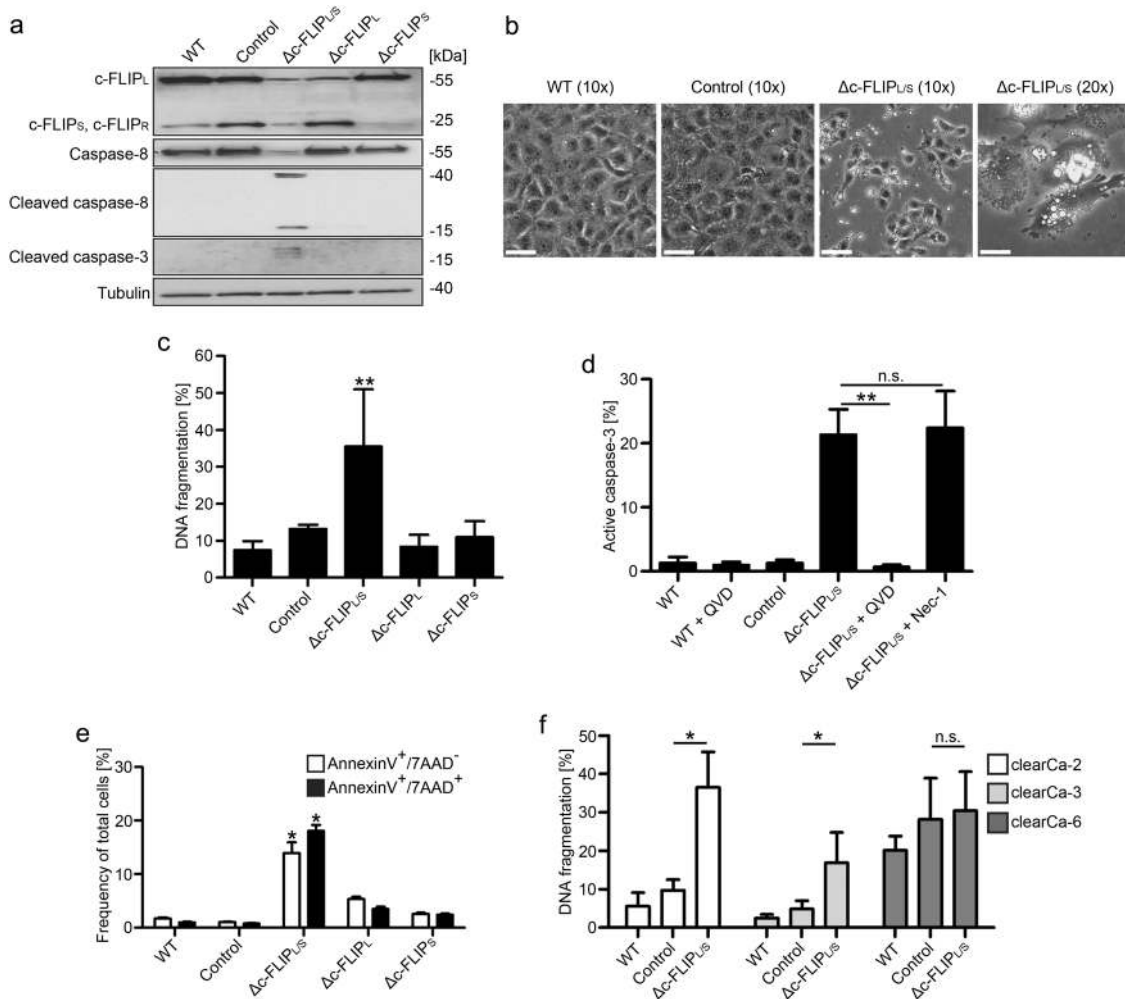 a
WT
Control
Δc-FLIPL/S
Δc-FLIPL
Δc-FLIPS
[kDa]
c-FLIPL
-55
c-FLIPS, c-FLIPR
-25
Caspase-8
-55
-40
Cleaved caspase-8
-15
Cleaved caspase-3
-15
Tubulin
-40
b
WT (10x)
Control (10x)
Δc-FLIPL/S (10x)
Δc-FLIPL/S (20x)
c
DNA fragmentation [%]
60
50
40
30
20
10
0
**
WT
Control
Δc-FLIPL/S
Δc-FLIPL
Δc-FLIPS
d
Active caspase-3 [%]
30
20
10
0
n.s.
**
WT
WT + QVD
Control
Δc-FLIPL/S
Δc-FLIPL/S + QVD
Δc-FLIPL/S + Nec-1
e
Frequency of total cells [%]
30
20
10
0
AnnexinV+/7AAD-
AnnexinV+/7AAD+
*
*
WT
Control
Δc-FLIPL/S
Δc-FLIPL
Δc-FLIPS
f
DNA fragmentation [%]
50
40
30
20
10
0
*
*
n.s.
clearCa-2
clearCa-3
clearCa-6
WT
Control
Δc-FLIPL/S
WT
Control
Δc-FLIPL/S
WT
Control
Δc-FLIPL/S